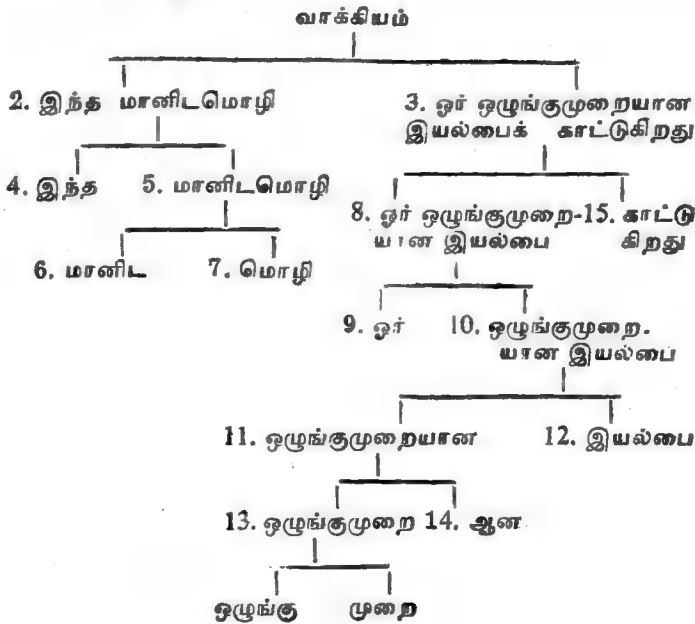 வாக்கியம்
2. இந்த மானிடமொழி 3. ஓர் ஒழுங்குமுறையான
இயல்பைக் காட்டுகிறது
4. இந்த 5. மானிடமொழி
8. ஓர் ஒழுங்குமுறை-15. காட்டு
யான இயல்பை கிறது
6. மானிட 7. மொழி
9. ஓர் 10. ஒழுங்குமுறை.
யான இயல்பை
11. ஒழுங்குமுறையான 12. இயல்பை
13. ஒழுங்குமுறை 14. ஆன
ஒழுங்கு முறை